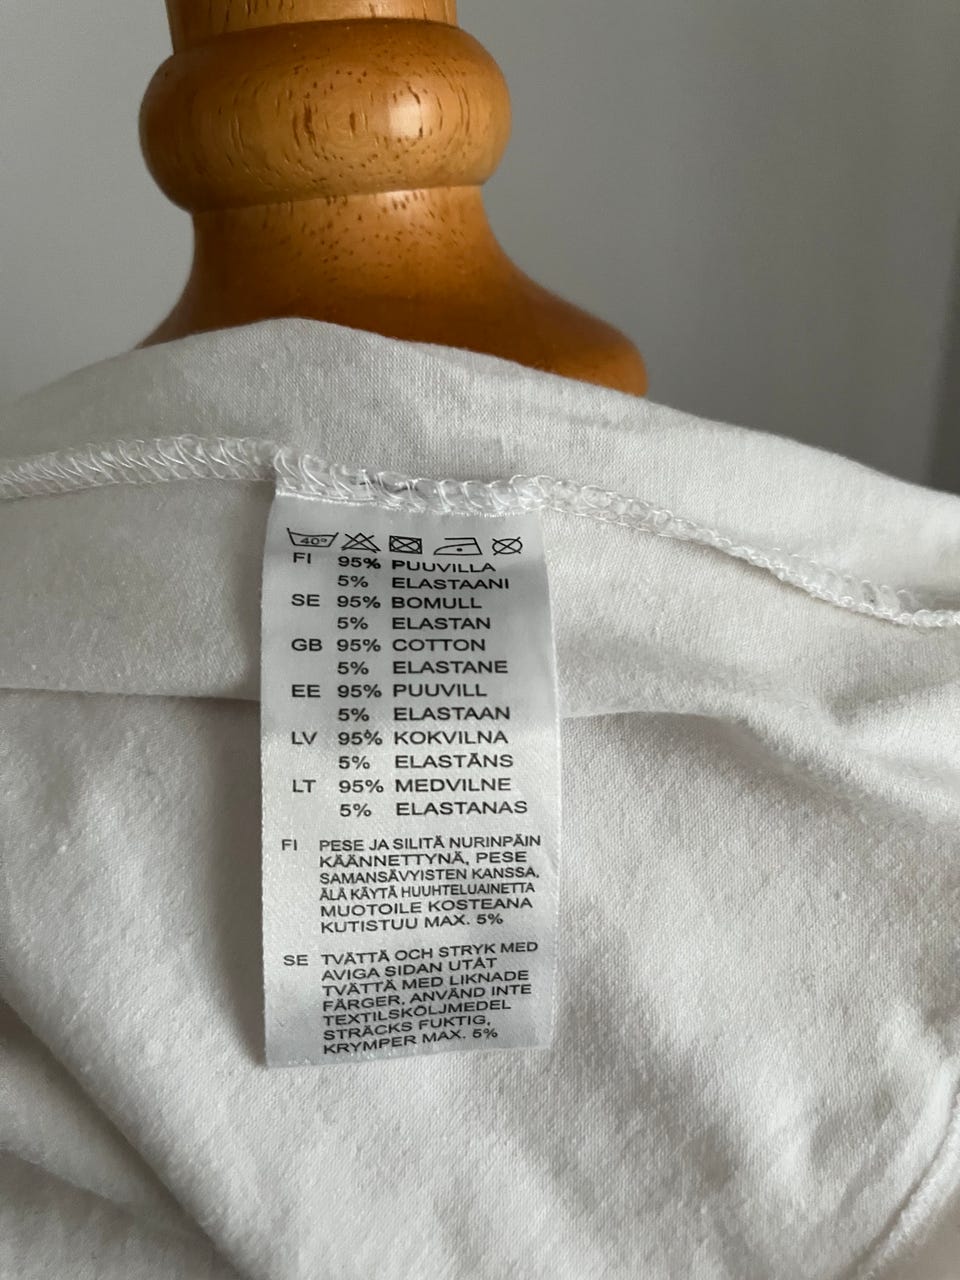 40°
FI 95% PUUVILLA
5% ELASTAANI
SE 95% BOMULL
5% ELASTAN
GB 95% COTTON
5% ELASTANE
EE 95% PUUVILL
5% ELASTAAN
LV 95% KOKVILNA
5% ELASTĀNS
LT 95% MEDVILNE
5% ELASTANAS
FI PESE JA SILITÄ NURINPÄIN
KÄÄNNETTYNÄ, PESE
SAMANSÄVYISTEN KANSSA,
ÄLÄ KÄYTÄ HUUHTELUAINETTA
MUOTOILE KOSTEANA
KUTISTUU MAX. 5%
SE TVÄTTÄ OCH STRYK MED
AVIGA SIDAN UTÅT
TVÄTTÄ MED LIKNADE
FÄRGER, ANVÄND INTE
TEXTILSKÖLJMEDEL
STRÄCKS FUKTIG,
KRYMPER MAX. 5%